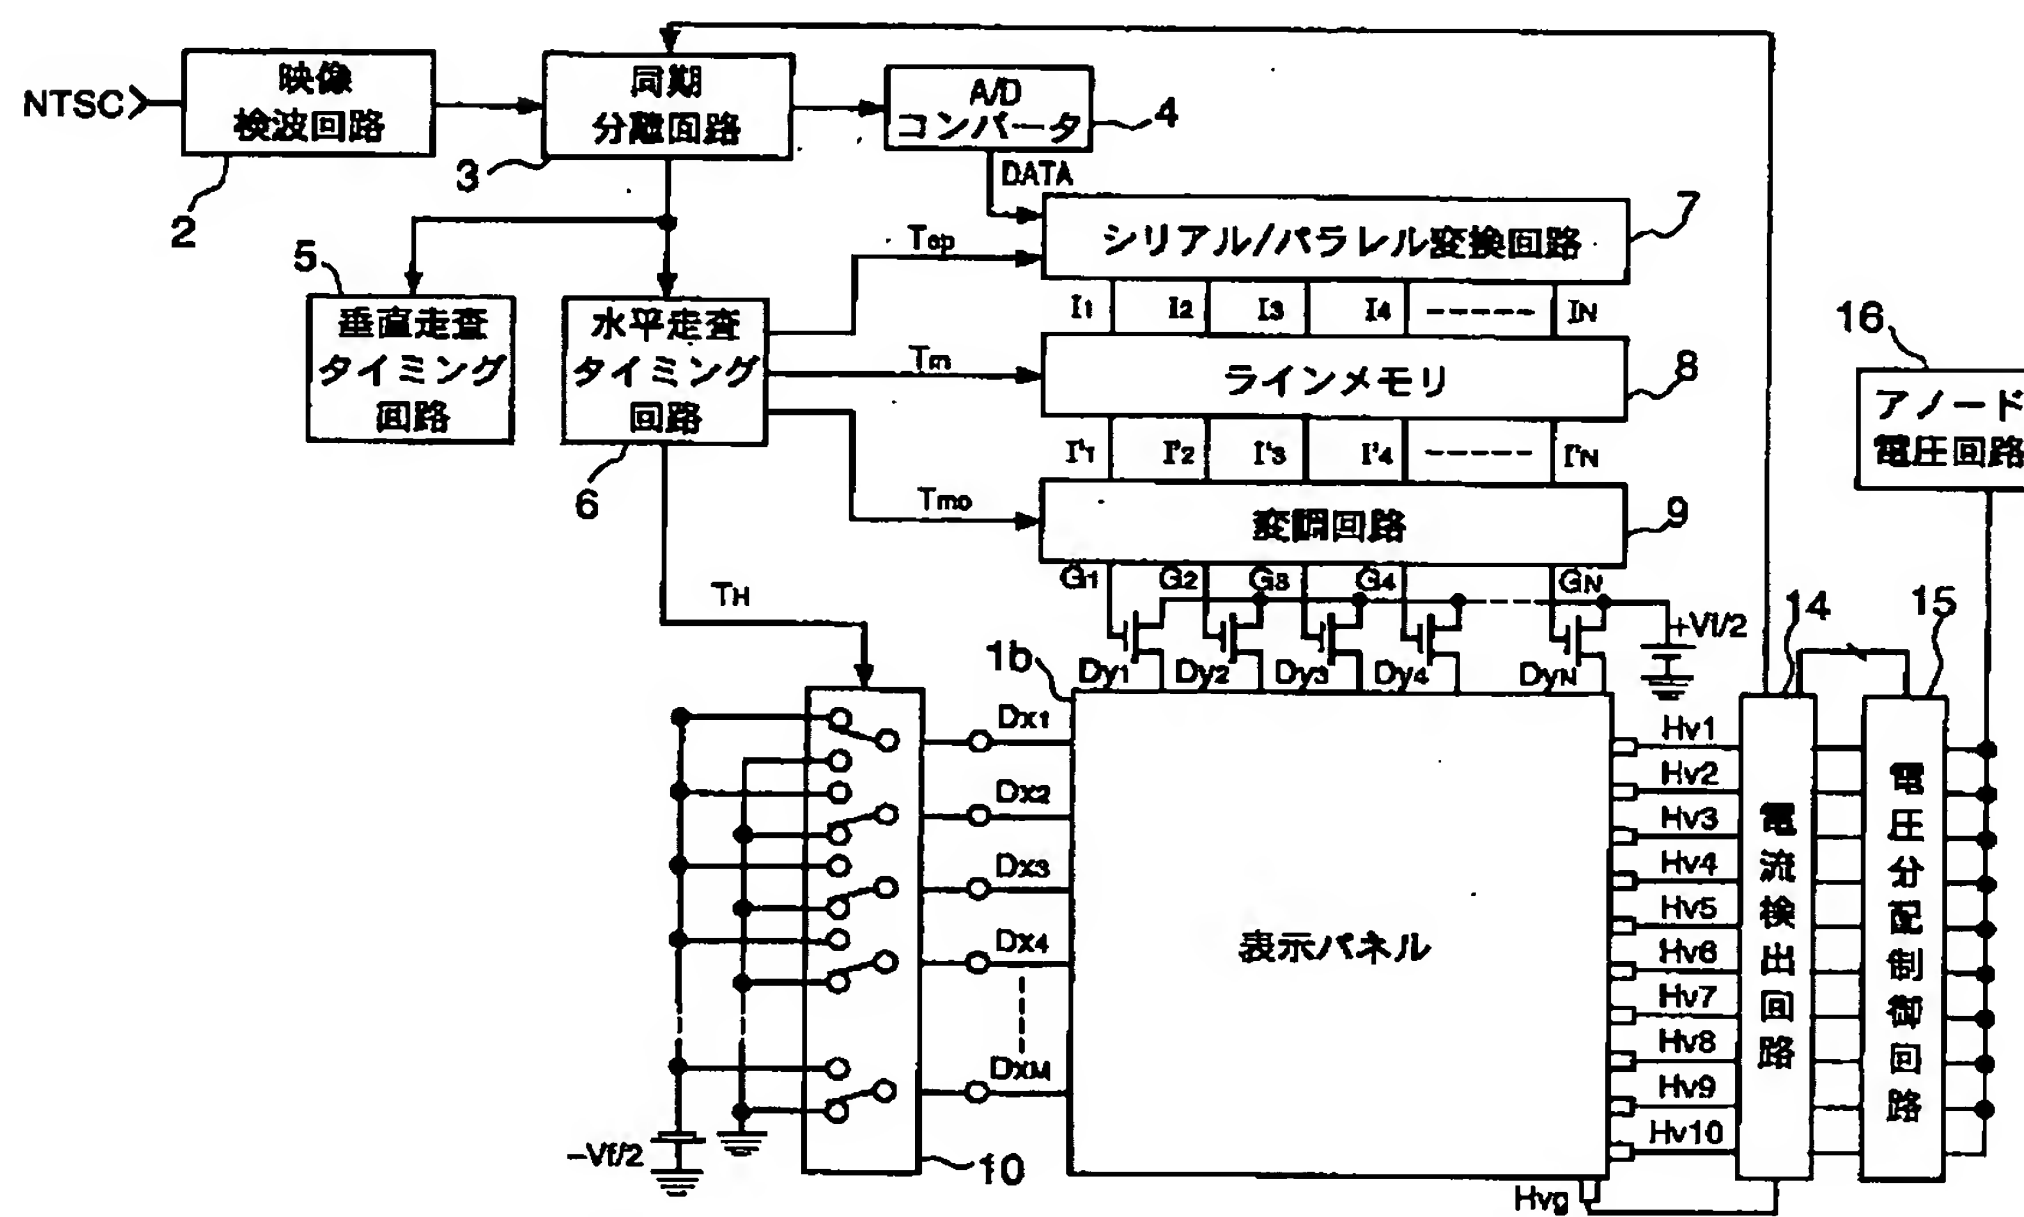 NTSC
映像
検波回路
2
同期
分離回路
3
A/D
コンバータ
4
DATA
シリアル/パラレル変換回路
7
5
垂直走査
タイミング
回路
水平走査
タイミング
回路
6
Tsp
I1 I2 I3 I4 ----- IN
Tm
ラインメモリ
8
I'1 I'2 I'3 I'4 ----- I'N
Tmo
変調回路
9
16
アノード
電圧回路
G1 G2 G3 G4 GN
TH
+Vf/2
14
15
1b
Dy1 Dy2 Dy3 Dy4 DyN
Dx1
Dx2
Dx3
Dx4
DxM
表示パネル
Hv1
Hv2
Hv3
Hv4
Hv5
Hv6
Hv7
Hv8
Hv9
Hv10
Hvg
電流検出回路
電圧分配制御回路
-Vf/2
10